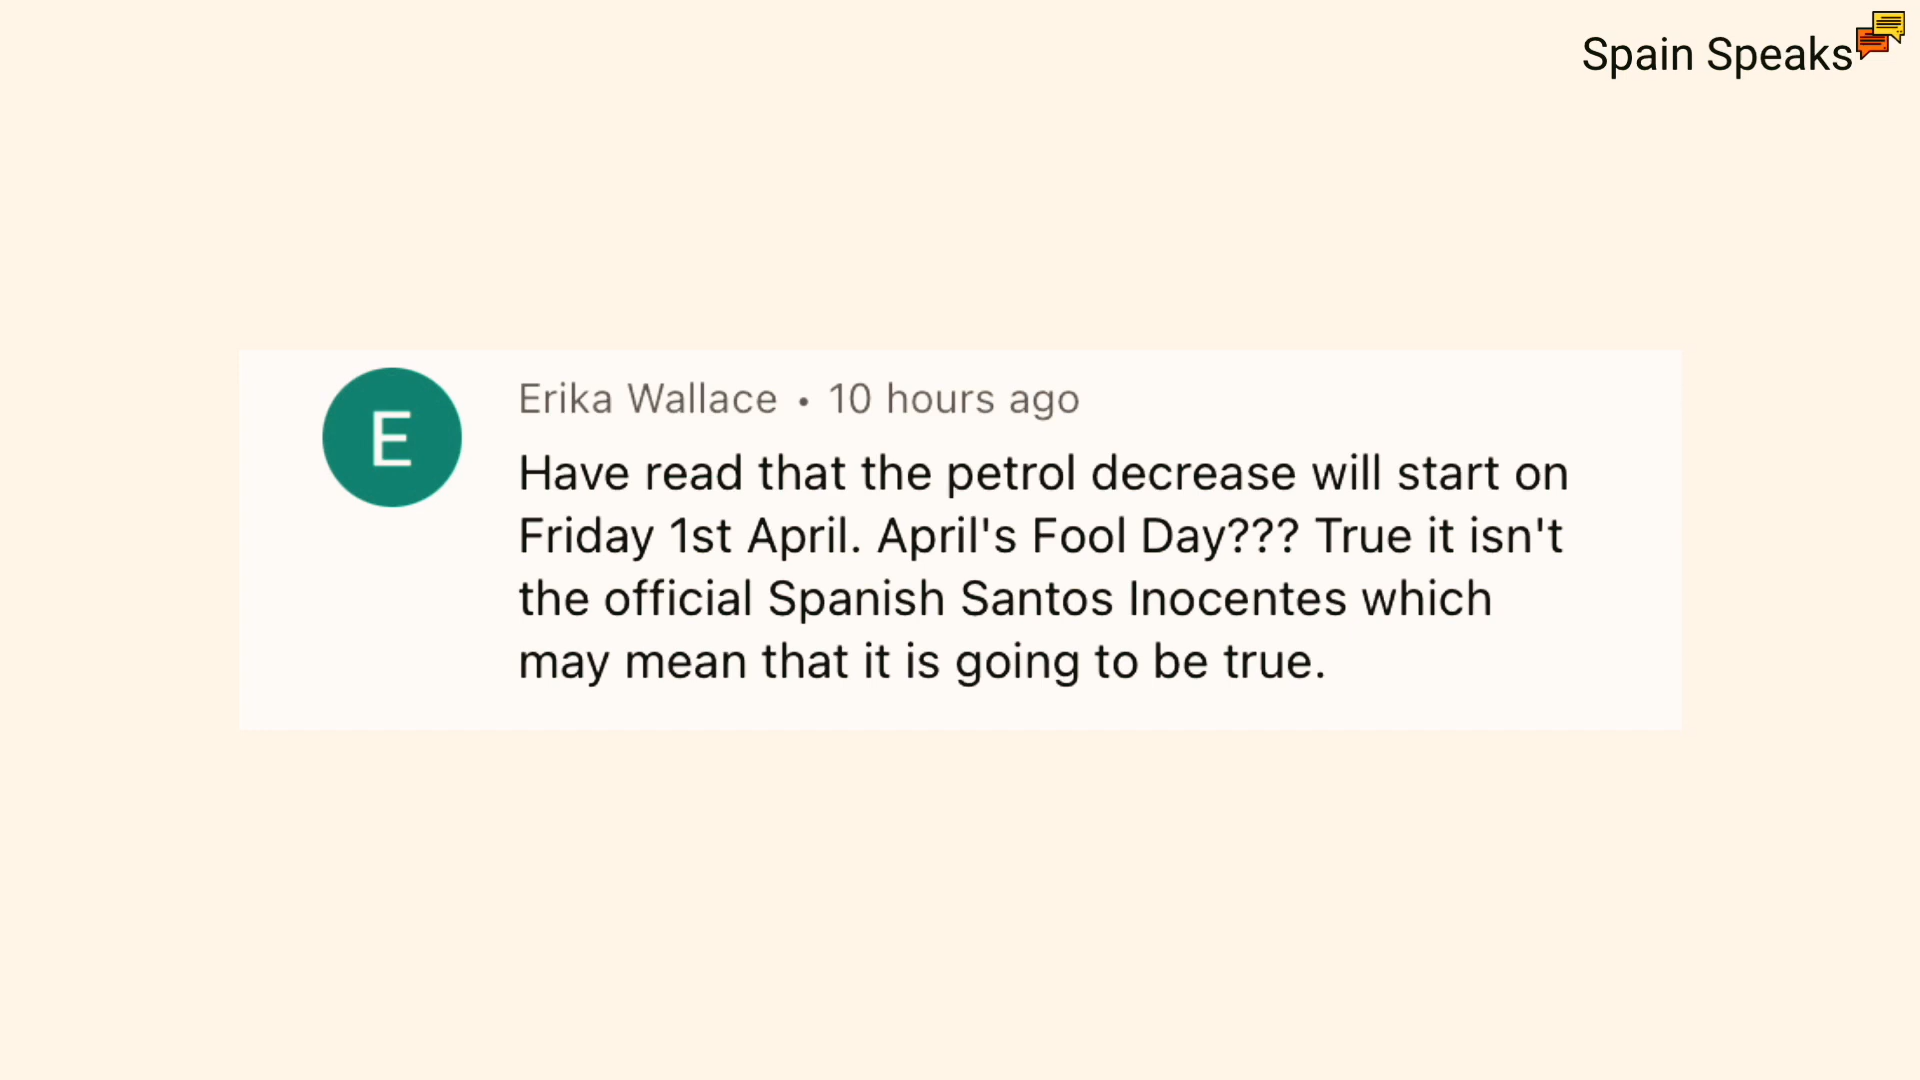 Spain Speaks
E
Erika Wallace • 10 hours ago
Have read that the petrol decrease will start on
Friday 1st April. April's Fool Day??? True it isn't
the official Spanish Santos Inocentes which
may mean that it is going to be true.